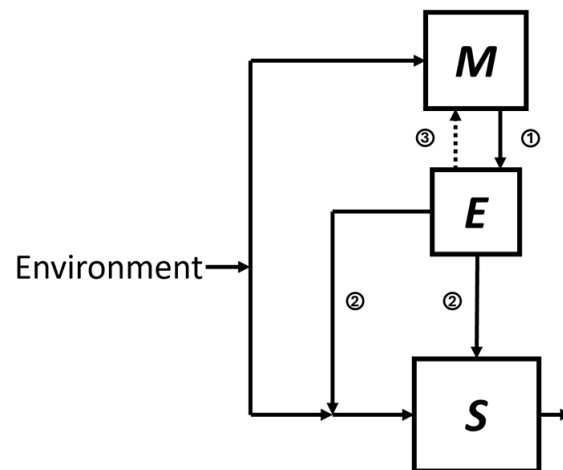 M
③ ①
E
Environment
② ②
S